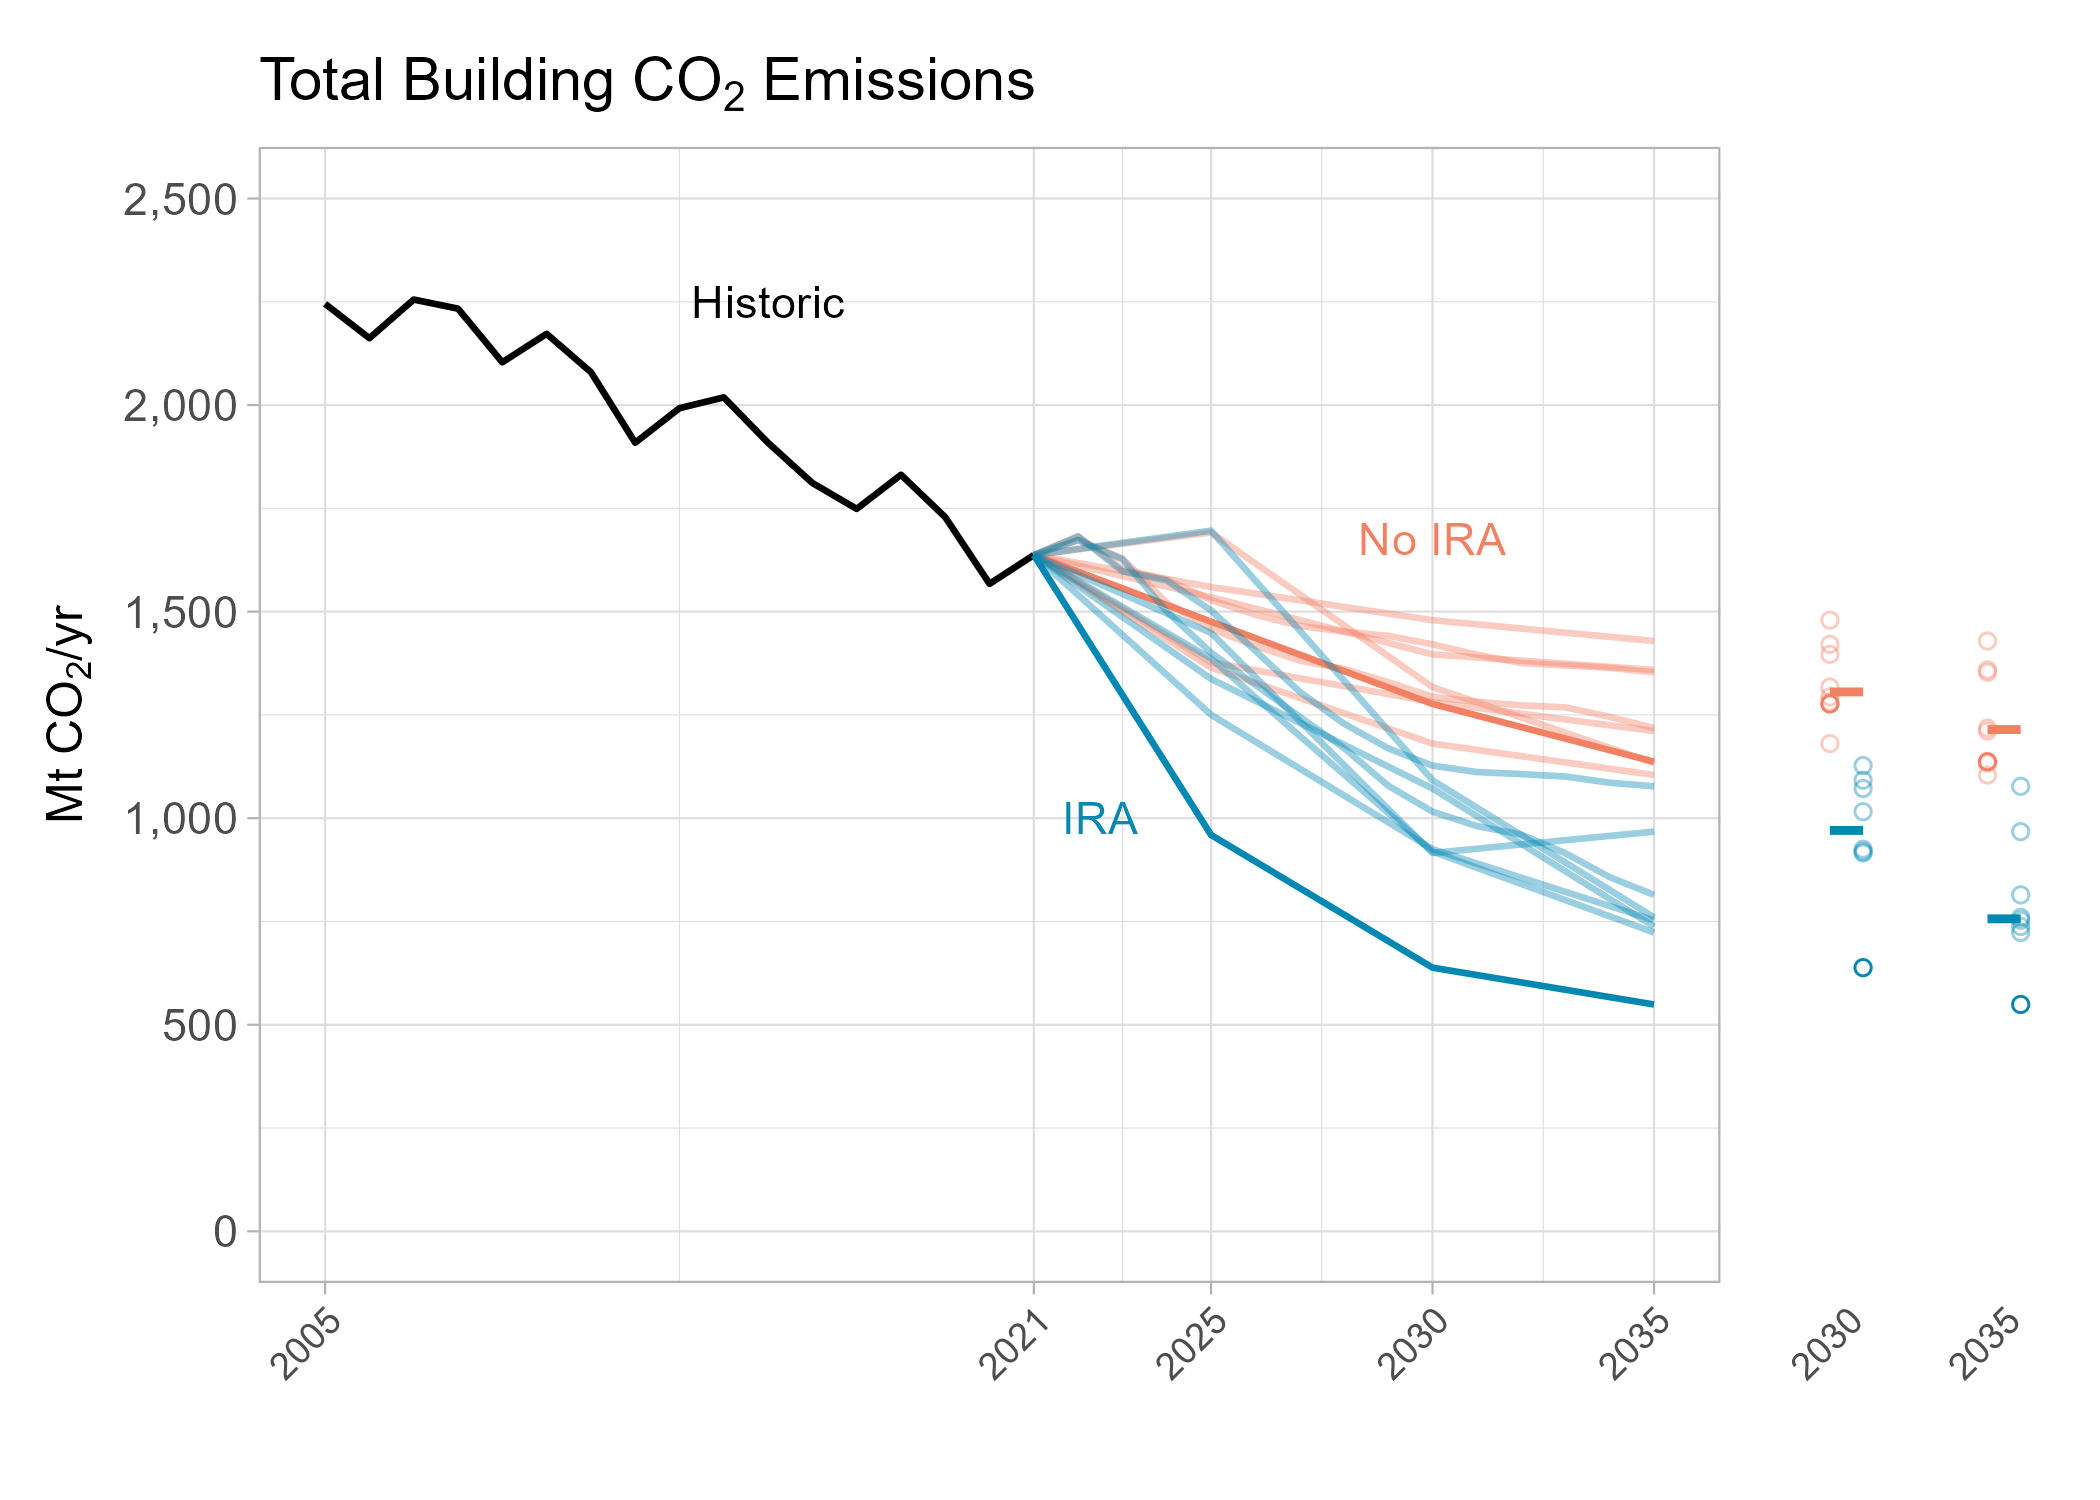 Total Building CO₂ Emissions
Mt CO₂/yr
2,500
2,000
1,500
1,000
500
0
Historic
No IRA
IRA
2005
2021
2025
2030
2035
2030
2035